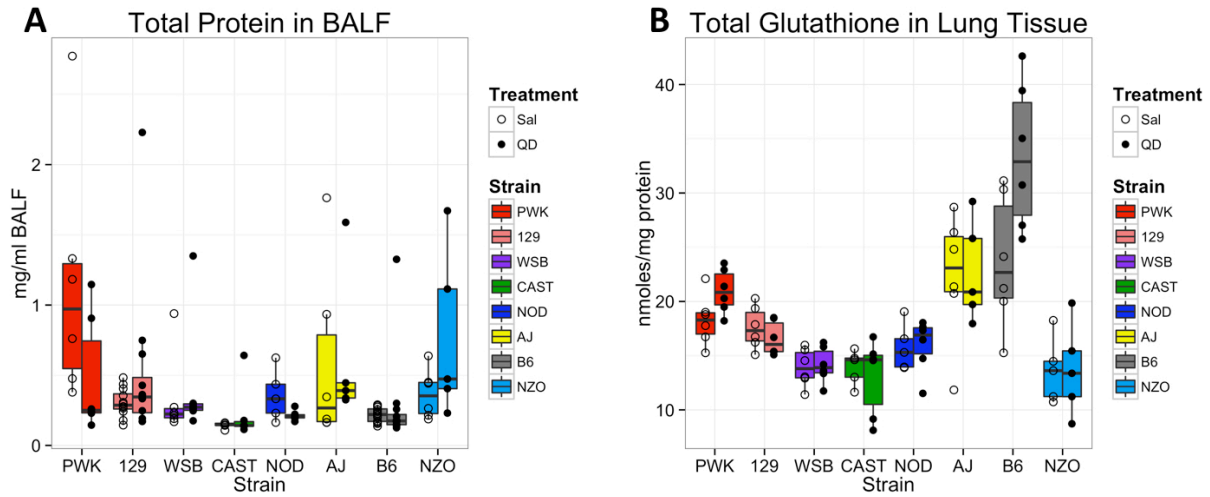 A Total Protein in BALF
mg/ml BALF
2
1
0
PWK 129 WSB CAST NOD AJ B6 NZO
Strain
Treatment
Sal
QD
Strain
PWK
129
WSB
CAST
NOD
AJ
B6
NZO
B Total Glutathione in Lung Tissue
nmoles/mg protein
40
30
20
10
PWK 129 WSB CAST NOD AJ B6 NZO
Strain
Treatment
Sal
QD
Strain
PWK
129
WSB
CAST
NOD
AJ
B6
NZO